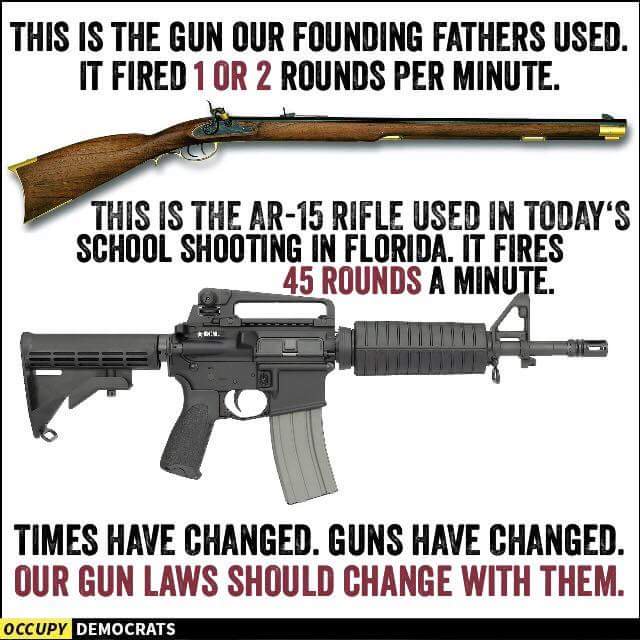 THIS IS THE GUN OUR FOUNDING FATHERS USED.
IT FIRED 1 OR 2 ROUNDS PER MINUTE.
THIS IS THE AR-15 RIFLE USED IN TODAY'S
SCHOOL SHOOTING IN FLORIDA. IT FIRES
45 ROUNDS A MINUTE.
TIMES HAVE CHANGED. GUNS HAVE CHANGED.
OUR GUN LAWS SHOULD CHANGE WITH THEM.
OCCUPY DEMOCRATS